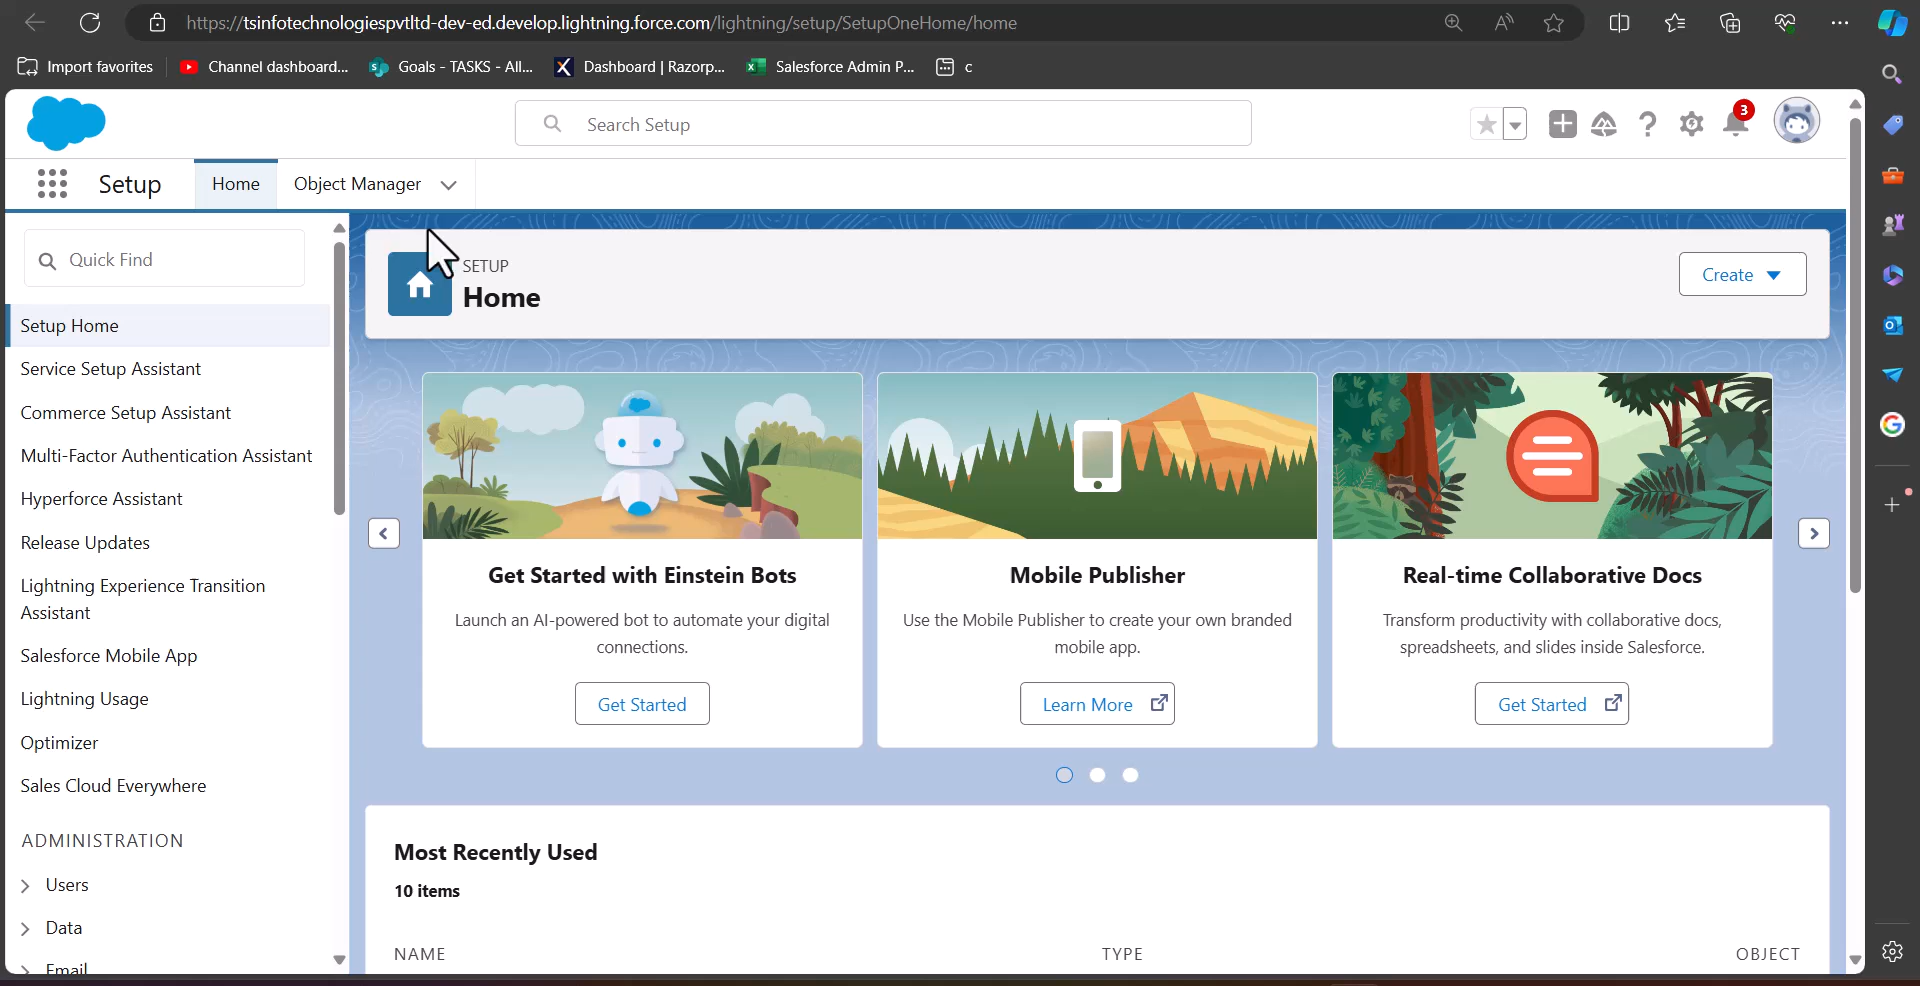 https://tsinfotechnologiespvtltd-dev-ed.develop.lightning.force.com/lightning/setup/SetupOneHome/home
Import favorites
Channel dashboard...
Goals - TASKS - All...
Dashboard | Razorp...
Salesforce Admin P...
c
Search Setup
3
Setup
Home
Object Manager
Quick Find
SETUP
Home
Create
Setup Home
Service Setup Assistant
Commerce Setup Assistant
Multi-Factor Authentication Assistant
Hyperforce Assistant
Release Updates
Lightning Experience Transition
Assistant
Salesforce Mobile App
Lightning Usage
Optimizer
Sales Cloud Everywhere
ADMINISTRATION
Users
Data
Email
Get Started with Einstein Bots
Launch an AI-powered bot to automate your digital
connections.
Get Started
Mobile Publisher
Use the Mobile Publisher to create your own branded
mobile app.
Learn More
Real-time Collaborative Docs
Transform productivity with collaborative docs,
spreadsheets, and slides inside Salesforce.
Get Started
Most Recently Used
10 items
NAME
TYPE
OBJECT